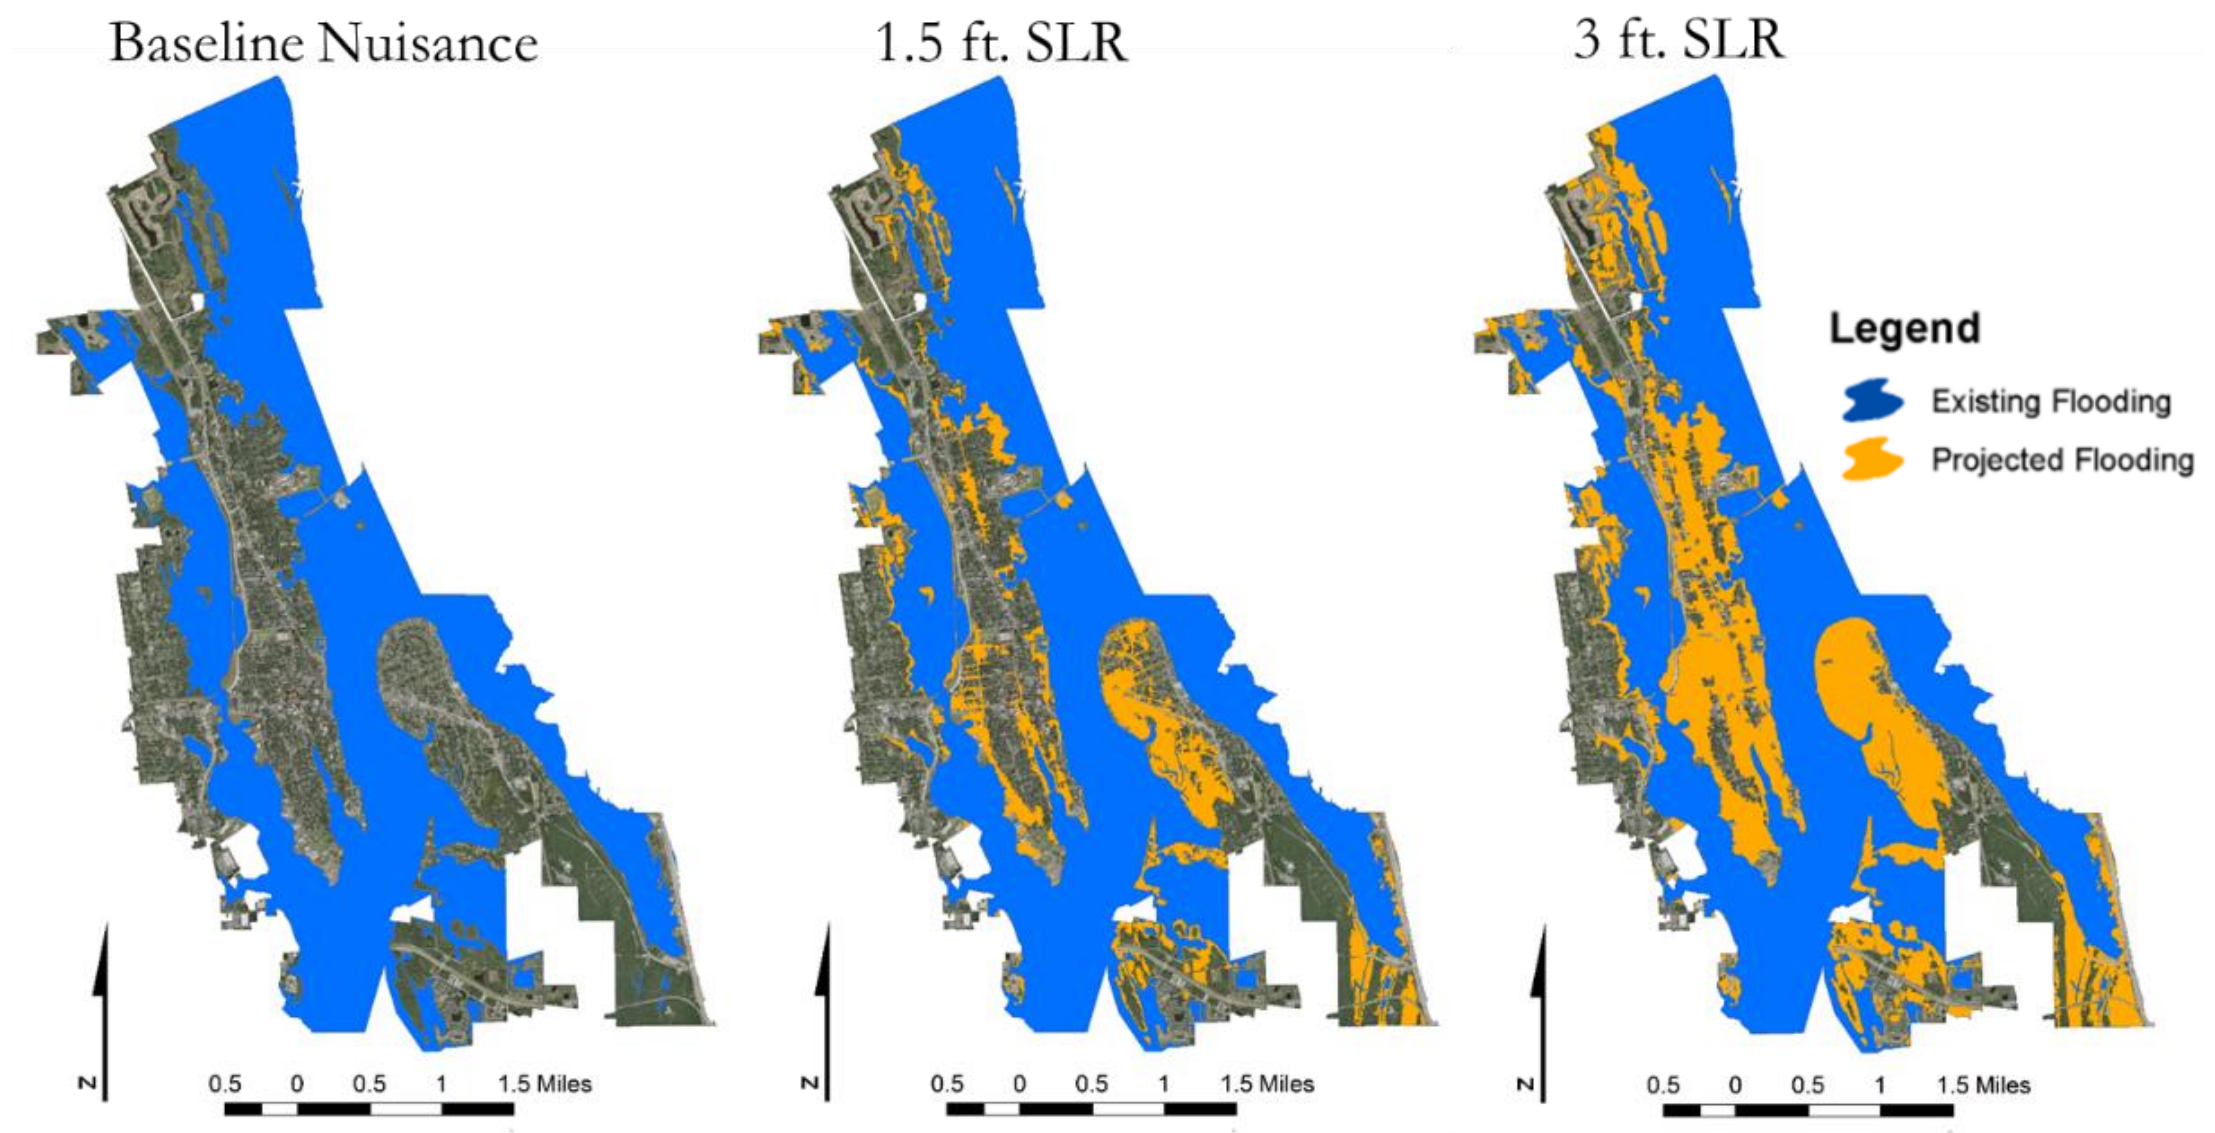 Baseline Nuisance
1.5 ft. SLR
3 ft. SLR
Legend
Existing Flooding
Projected Flooding
N
0.5 0 0.5 1 1.5 Miles
N
0.5 0 0.5 1 1.5 Miles
N
0.5 0 0.5 1 1.5 Miles